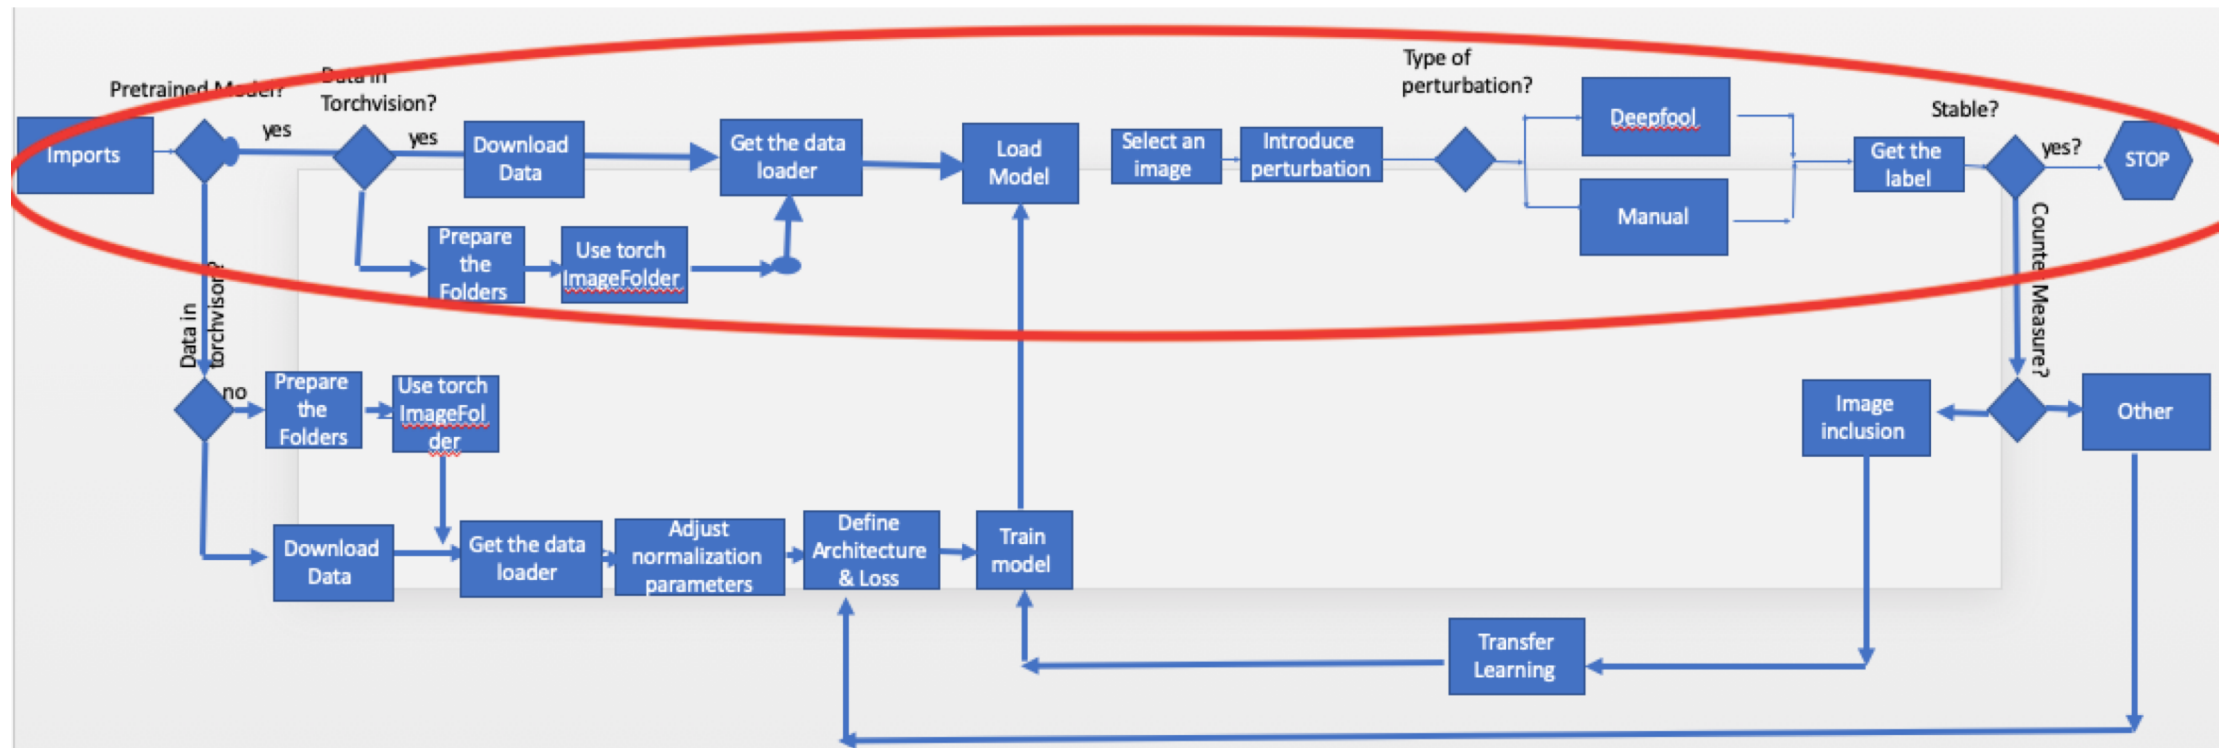 Pretrained Model?
Data in
Torchvision?
Type of
perturbation?
Stable?
Imports
yes
yes
Download
Data
Get the data
loader
Load
Model
Select an
image
Introduce
perturbation
Deepfool
Manual
Get the
label
yes?
STOP
Prepare
the
Folders
Use torch
ImageFolder
Data in
torchvison?
Counte Measure?
no
Prepare
the
Folders
Use torch
ImageFol
der
Image
inclusion
Other
Download
Data
Get the data
loader
Adjust
normalization
parameters
Define
Architecture
& Loss
Train
model
Transfer
Learning